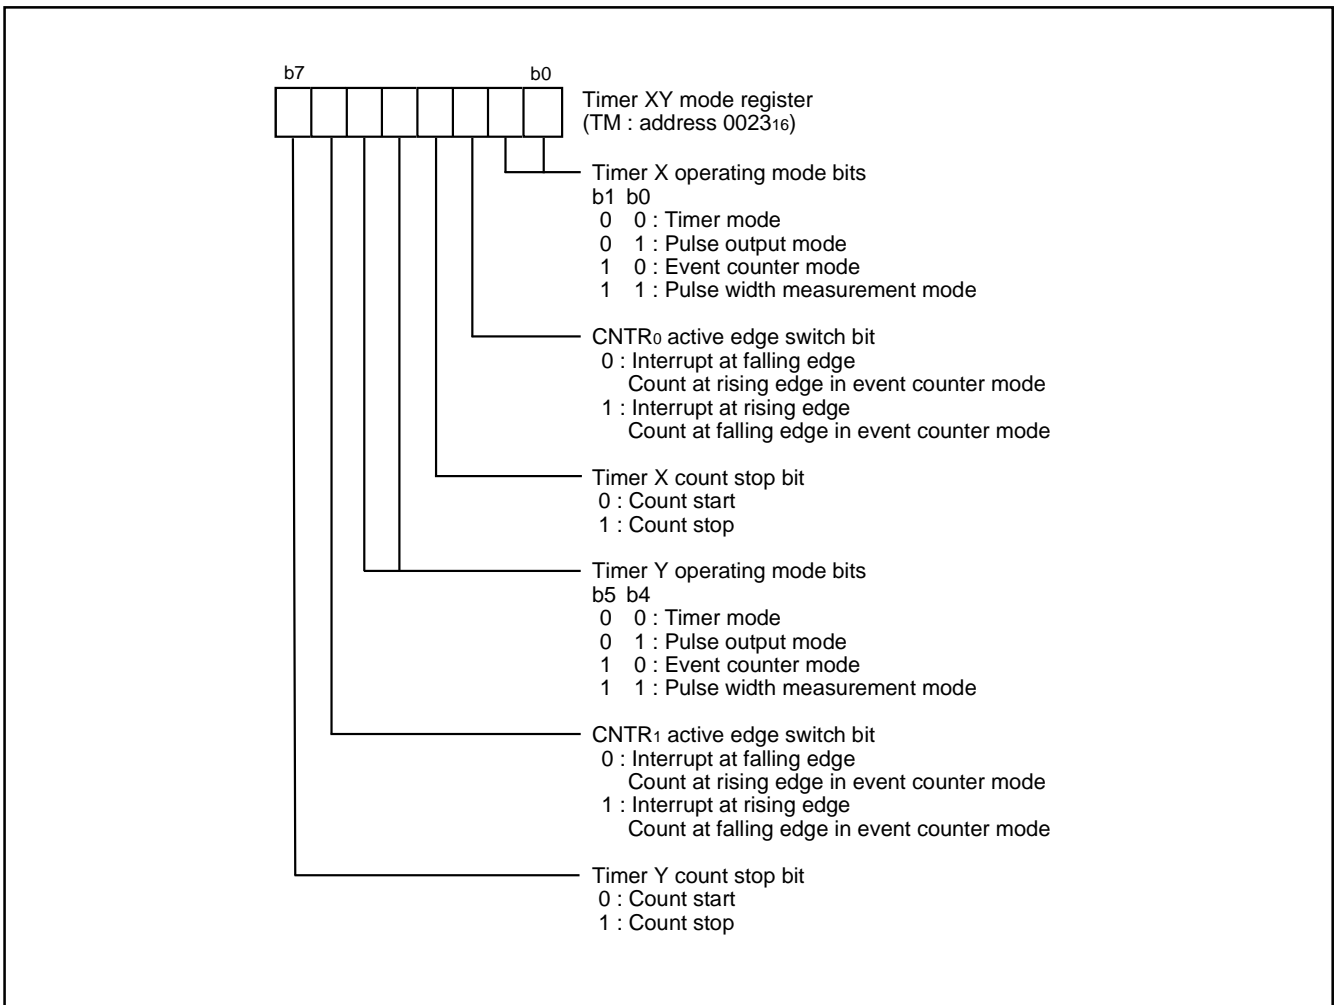 b7 b0
Timer XY mode register
(TM : address 002316)
Timer X operating mode bits
b1 b0
0 0 : Timer mode
0 1 : Pulse output mode
1 0 : Event counter mode
1 1 : Pulse width measurement mode
CNTR0 active edge switch bit
0 : Interrupt at falling edge
Count at rising edge in event counter mode
1 : Interrupt at rising edge
Count at falling edge in event counter mode
Timer X count stop bit
0 : Count start
1 : Count stop
Timer Y operating mode bits
b5 b4
0 0 : Timer mode
0 1 : Pulse output mode
1 0 : Event counter mode
1 1 : Pulse width measurement mode
CNTR1 active edge switch bit
0 : Interrupt at falling edge
Count at rising edge in event counter mode
1 : Interrupt at rising edge
Count at falling edge in event counter mode
Timer Y count stop bit
0 : Count start
1 : Count stop